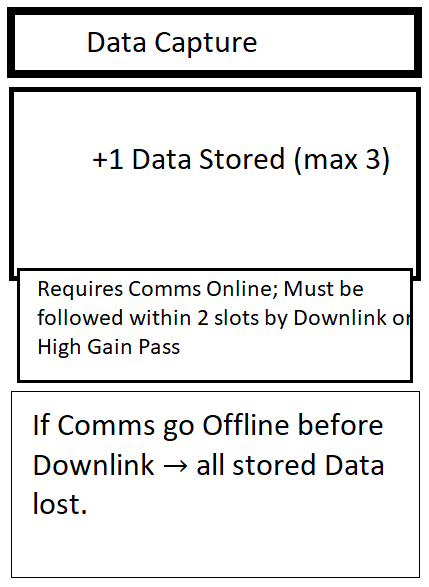 Data Capture
+1 Data Stored (max 3)
Requires Comms Online; Must be
followed within 2 slots by Downlink or
High Gain Pass
If Comms go Offline before
Downlink → all stored Data
lost.